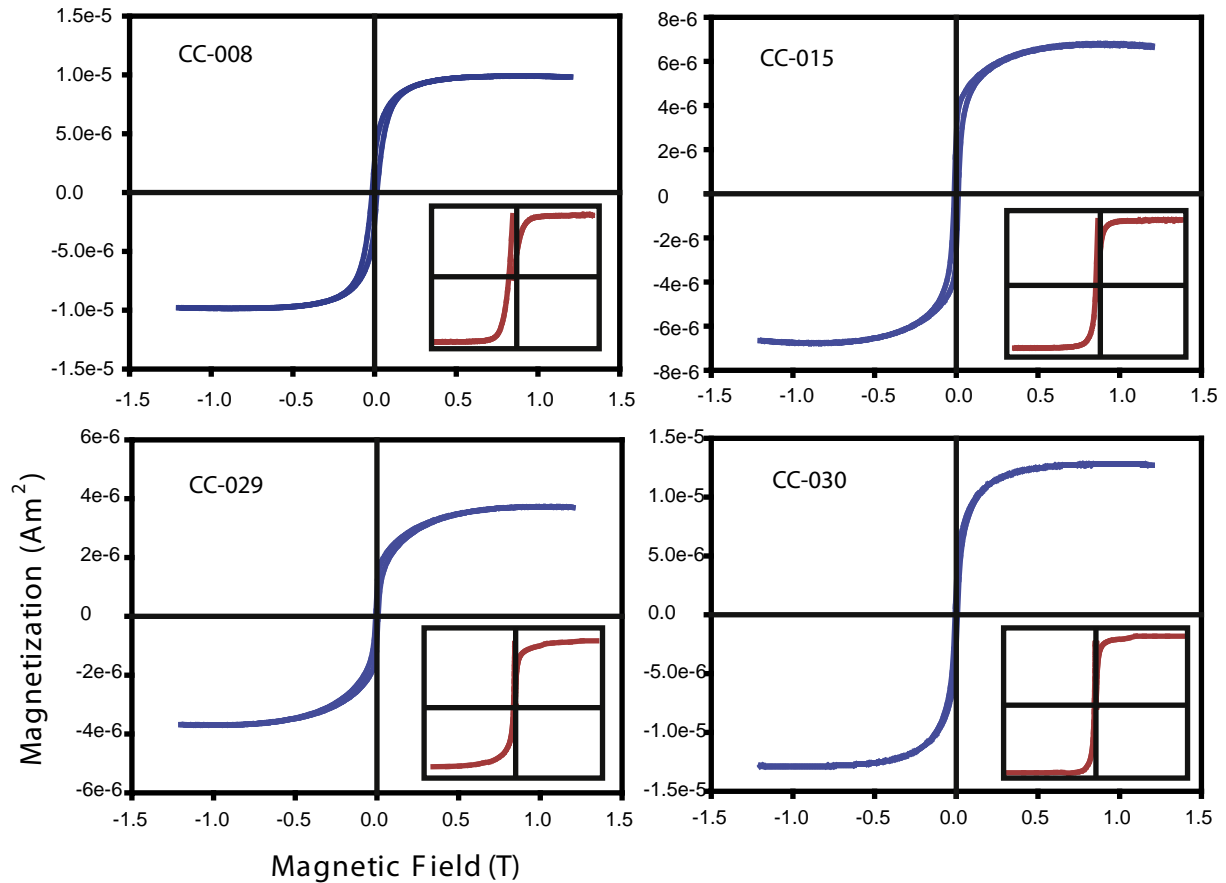 CC-008
1.5e-5
1.0e-5
5.0e-6
0.0
-5.0e-6
-1.0e-5
-1.5e-5
-1.5 -1.0 -0.5 0.0 0.5 1.0 1.5
CC-015
8e-6
6e-6
4e-6
2e-6
0
-2e-6
-4e-6
-6e-6
-8e-6
-1.5 -1.0 -0.5 0.0 0.5 1.0 1.5
CC-029
6e-6
4e-6
2e-6
0
-2e-6
-4e-6
-6e-6
-1.5 -1.0 -0.5 0.0 0.5 1.0 1.5
CC-030
1.5e-5
1.0e-5
5.0e-6
0.0
-5.0e-6
-1.0e-5
-1.5e-5
-1.5 -1.0 -0.5 0.0 0.5 1.0 1.5
Magnetization (Am²)
Magnetic Field (T)